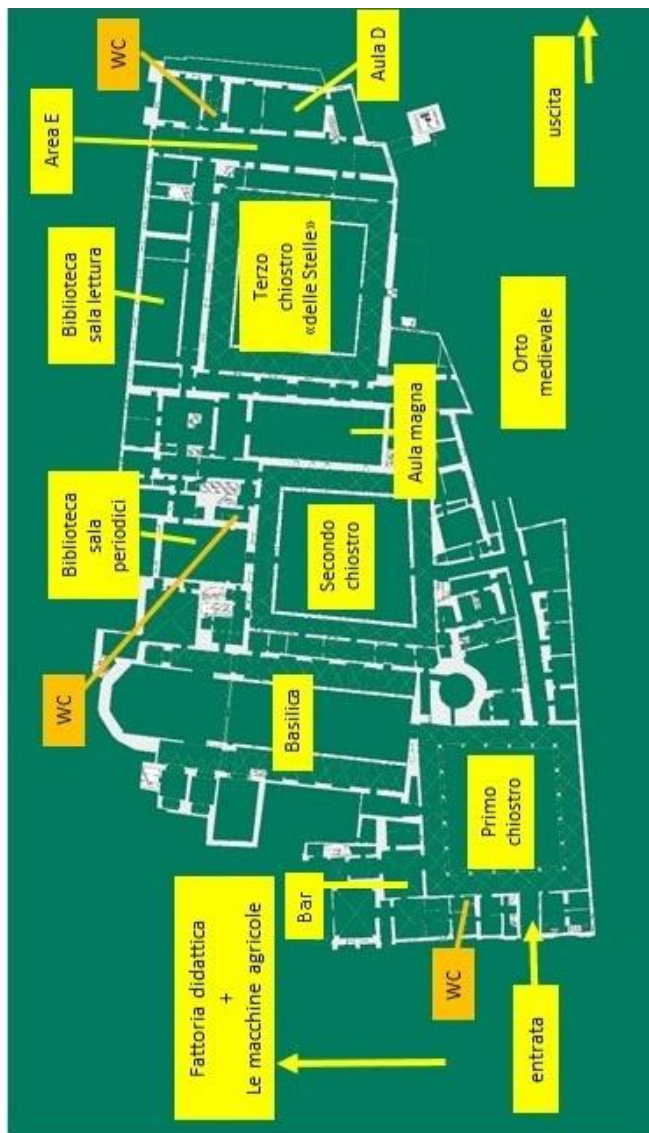 WC
Area E
Aula D
uscita
Biblioteca
sala lettura
Terzo
chiostro
«delle Stelle»
Orto
medievale
Aula magna
Biblioteca
sala
periodici
Secondo
chiostro
WC
Basilica
Primo
chiostro
Bar
Fattoria didattica
+
Le macchine agricole
WC
entrata